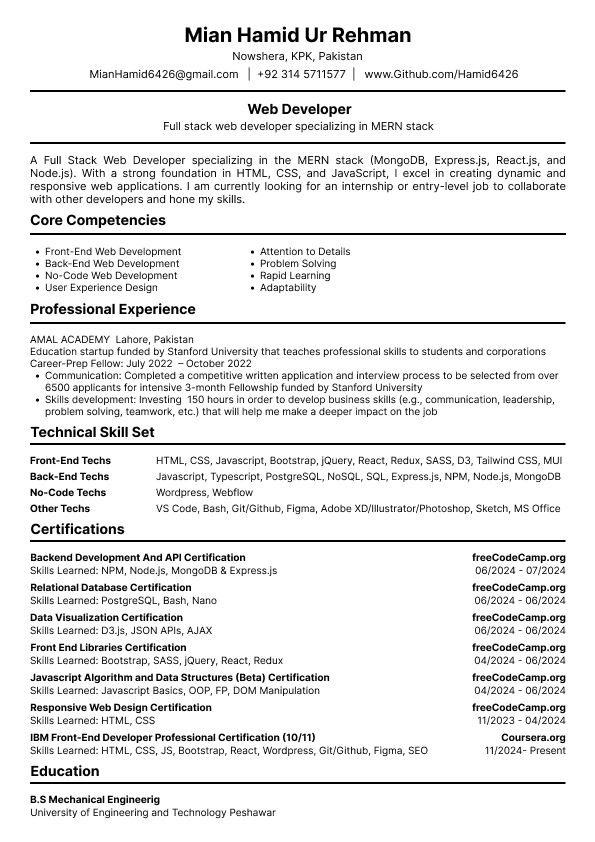 Mian Hamid Ur Rehman
Nowshera, KPK, Pakistan
MianHamid6426@gmail.com | +92 314 5711577 | www.Github.com/Hamid6426
Web Developer
Full stack web developer specializing in MERN stack
A Full Stack Web Developer specializing in the MERN stack (MongoDB, Express.js, React.js, and
Node.js). With a strong foundation in HTML, CSS, and JavaScript, I excel in creating dynamic and
responsive web applications. I am currently looking for an internship or entry-level job to collaborate
with other developers and hone my skills.
Core Competencies
• Front-End Web Development
• Back-End Web Development
• No-Code Web Development
• User Experience Design
• Attention to Details
• Problem Solving
• Rapid Learning
• Adaptability
Professional Experience
AMAL ACADEMY Lahore, Pakistan
Education startup funded by Stanford University that teaches professional skills to students and corporations
Career-Prep Fellow: July 2022 – October 2022
• Communication: Completed a competitive written application and interview process to be selected from over
6500 applicants for intensive 3-month Fellowship funded by Stanford University
• Skills development: Investing 150 hours in order to develop business skills (e.g., communication, leadership,
problem solving, teamwork, etc.) that will help me make a deeper impact on the job
Technical Skill Set
Front-End Techs HTML, CSS, Javascript, Bootstrap, jQuery, React, Redux, SASS, D3, Tailwind CSS, MUI
Back-End Techs Javascript, Typescript, PostgreSQL, NoSQL, SQL, Express.js, NPM, Node.js, MongoDB
No-Code Techs Wordpress, Webflow
Other Techs VS Code, Bash, Git/Github, Figma, Adobe XD/Illustrator/Photoshop, Sketch, MS Office
Certifications
Backend Development And API Certification freeCodeCamp.org
Skills Learned: NPM, Node.js, MongoDB & Express.js 06/2024 - 07/2024
Relational Database Certification freeCodeCamp.org
Skills Learned: PostgreSQL, Bash, Nano 06/2024 - 06/2024
Data Visualization Certification freeCodeCamp.org
Skills Learned: D3.js, JSON APIs, AJAX 06/2024 - 06/2024
Front End Libraries Certification freeCodeCamp.org
Skills Learned: Bootstrap, SASS, jQuery, React, Redux 04/2024 - 06/2024
Javascript Algorithm and Data Structures (Beta) Certification freeCodeCamp.org
Skills Learned: Javascript Basics, OOP, FP, DOM Manipulation 04/2024 - 06/2024
Responsive Web Design Certification freeCodeCamp.org
Skills Learned: HTML, CSS 11/2023 - 04/2024
IBM Front-End Developer Professional Certification (10/11) Coursera.org
Skills Learned: HTML, CSS, JS, Bootstrap, React, Wordpress, Git/Github, Figma, SEO 11/2024- Present
Education
B.S Mechanical Engineerig
University of Engineering and Technology Peshawar